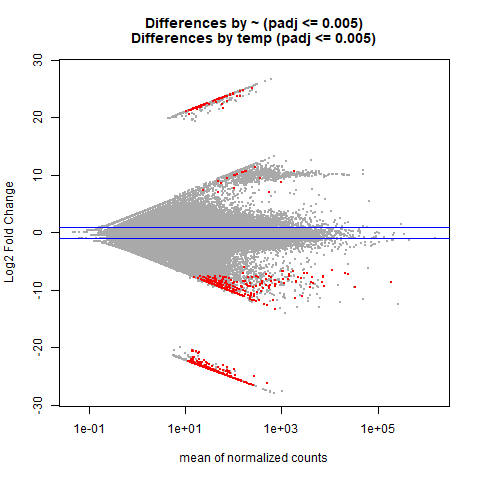 Differences by ~ (padj <= 0.005)
Differences by temp (padj <= 0.005)
30
20
10
0
-10
-20
-30
Log2 Fold Change
1e-01 1e+01 1e+03 1e+05
mean of normalized counts